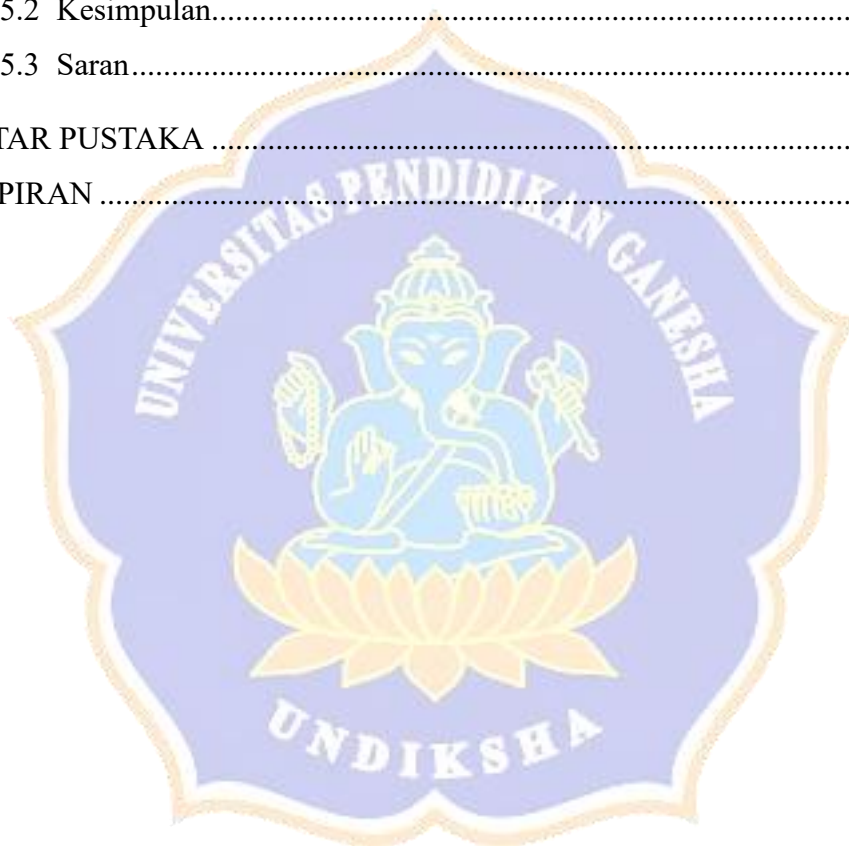 5.2 Kesimpulan....................................................................................
5.3 Saran..............................................................................................
TAR PUSTAKA ....................................................................................
PIRAN ..................................................................................................
UNIVERSITAS PENDIDIKAN GANESHA
UNDIKSHA